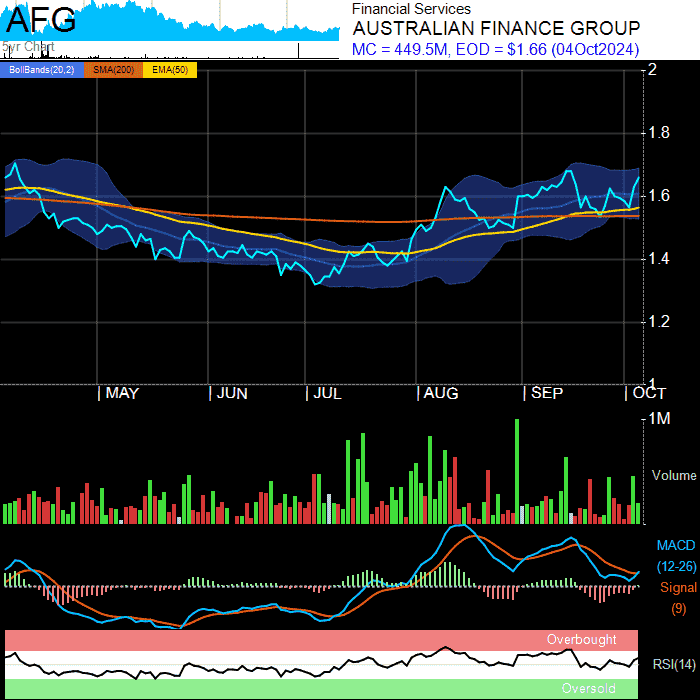 AFG
5yr Chart
Financial Services
AUSTRALIAN FINANCE GROUP
MC = 449.5M, EOD = $1.66 (04Oct2024)
BollBands(20,2) SMA(200) EMA(50)
2
1.8
1.6
1.4
1.2
1
MAY JUN JUL AUG SEP OCT
1M
Volume
MACD
(12-26)
Signal
(9)
Overbought
RSI(14)
Oversold